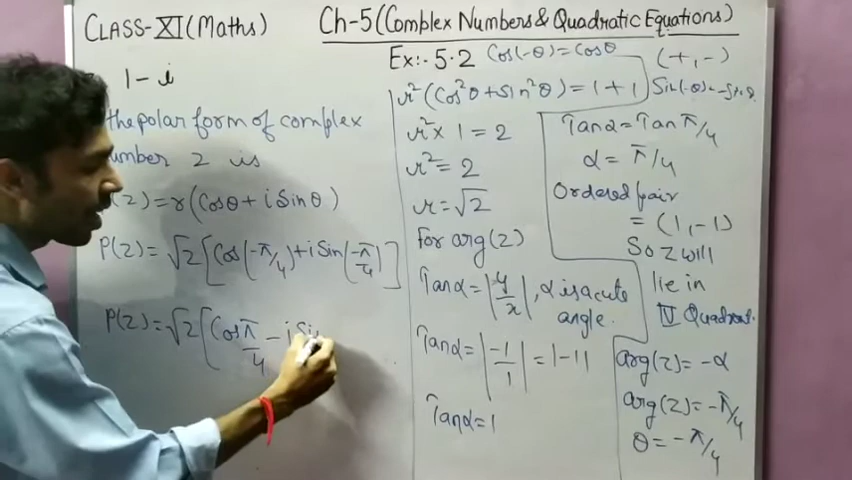 CLASS-XI (Maths)
Ch-5 (Complex Numbers & Quadratic Equations)
Ex:- 5.2
1 - i
the polar form of complex
umber z is
(z) = r(Cosθ + i Sinθ)
P(z) = √2 [Cos(-π/4) + i Sin(-π/4)]
P(z) = √2 [Cos π/4 - i Si
r²(Cos²θ + Sin²θ) = 1 + 1
r² × 1 = 2
r² = 2
r = √2
For arg(z)
Tanα = |y/x|, α is acute
angle.
Tanα = |-1/1| = |-1|
Tanα = 1
Cos(-θ) = Cosθ
(+, -)
Sin(-θ) = -Sinθ
Tanα = Tan π/4
α = π/4
Ordered pair
= (1, -1)
So z will
lie in
IV Quadrant.
arg(z) = -α
arg(z) = -π/4
θ = -π/4